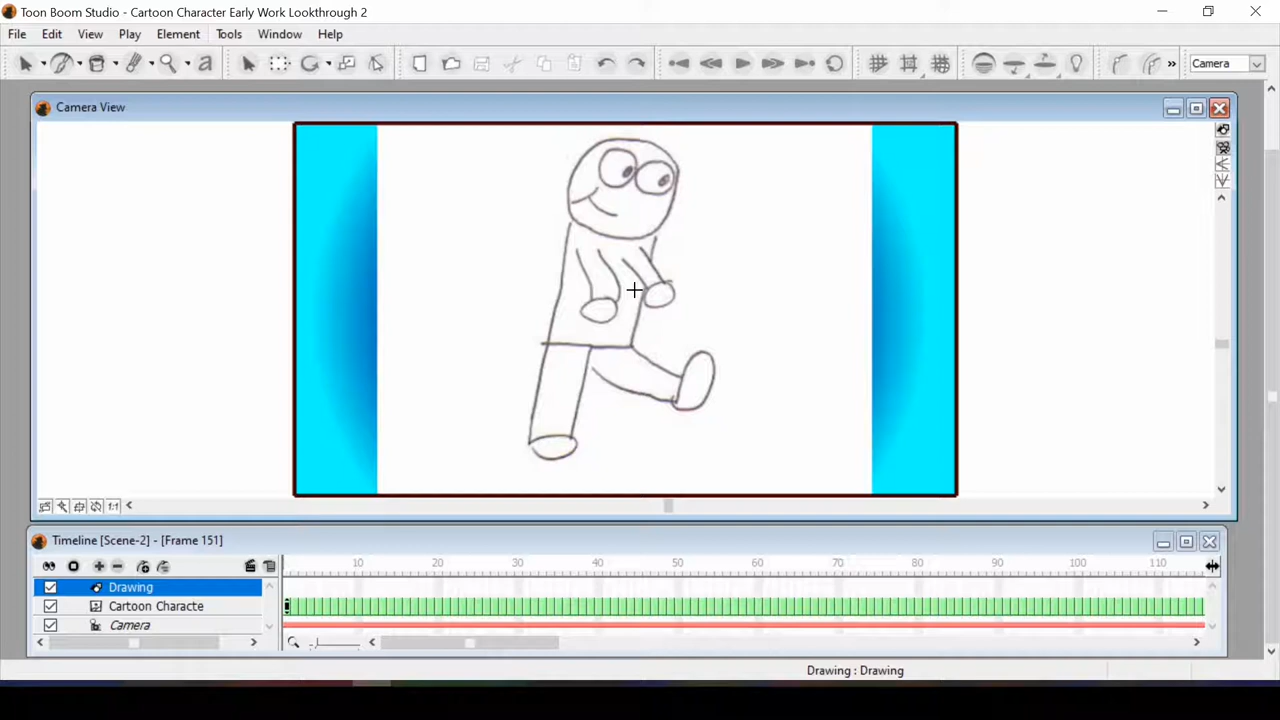 Toon Boom Studio - Cartoon Character Early Work Lookthrough 2
File Edit View Play Element Tools Window Help
Camera
Camera View
1:1
Timeline [Scene-2] - [Frame 151]
10 20 30 40 50 60 70 80 90 100 110
Drawing
Cartoon Characte
Camera
Drawing : Drawing